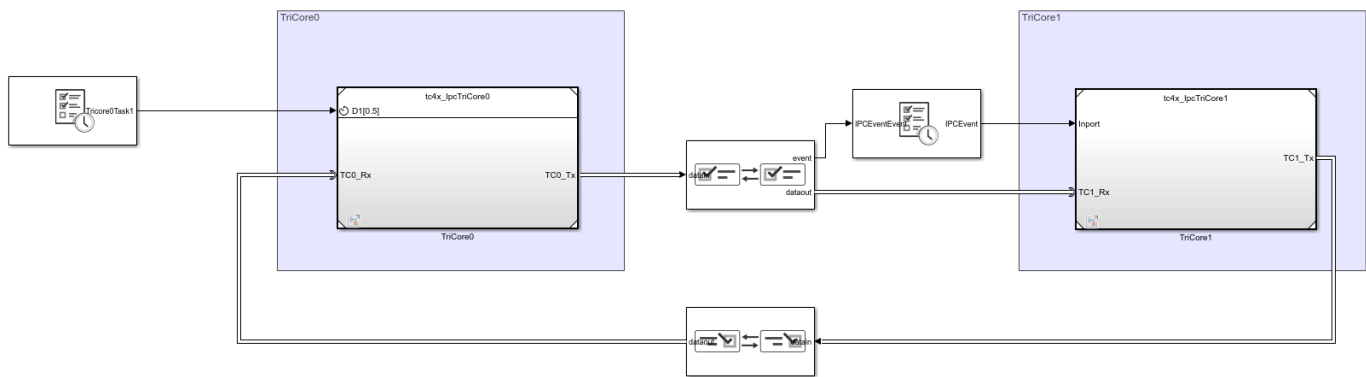 TriCore0
TriCore1
Tricore0Task1
tc4x_IpcTriCore0
D1[0.5]
TC0_Rx
TC0_Tx
TriCore0
datain
event
dataout
IPCEventEvent
IPCEvent
tc4x_IpcTriCore1
Inport
TC1_Tx
TC1_Rx
TriCore1
dataout
datain